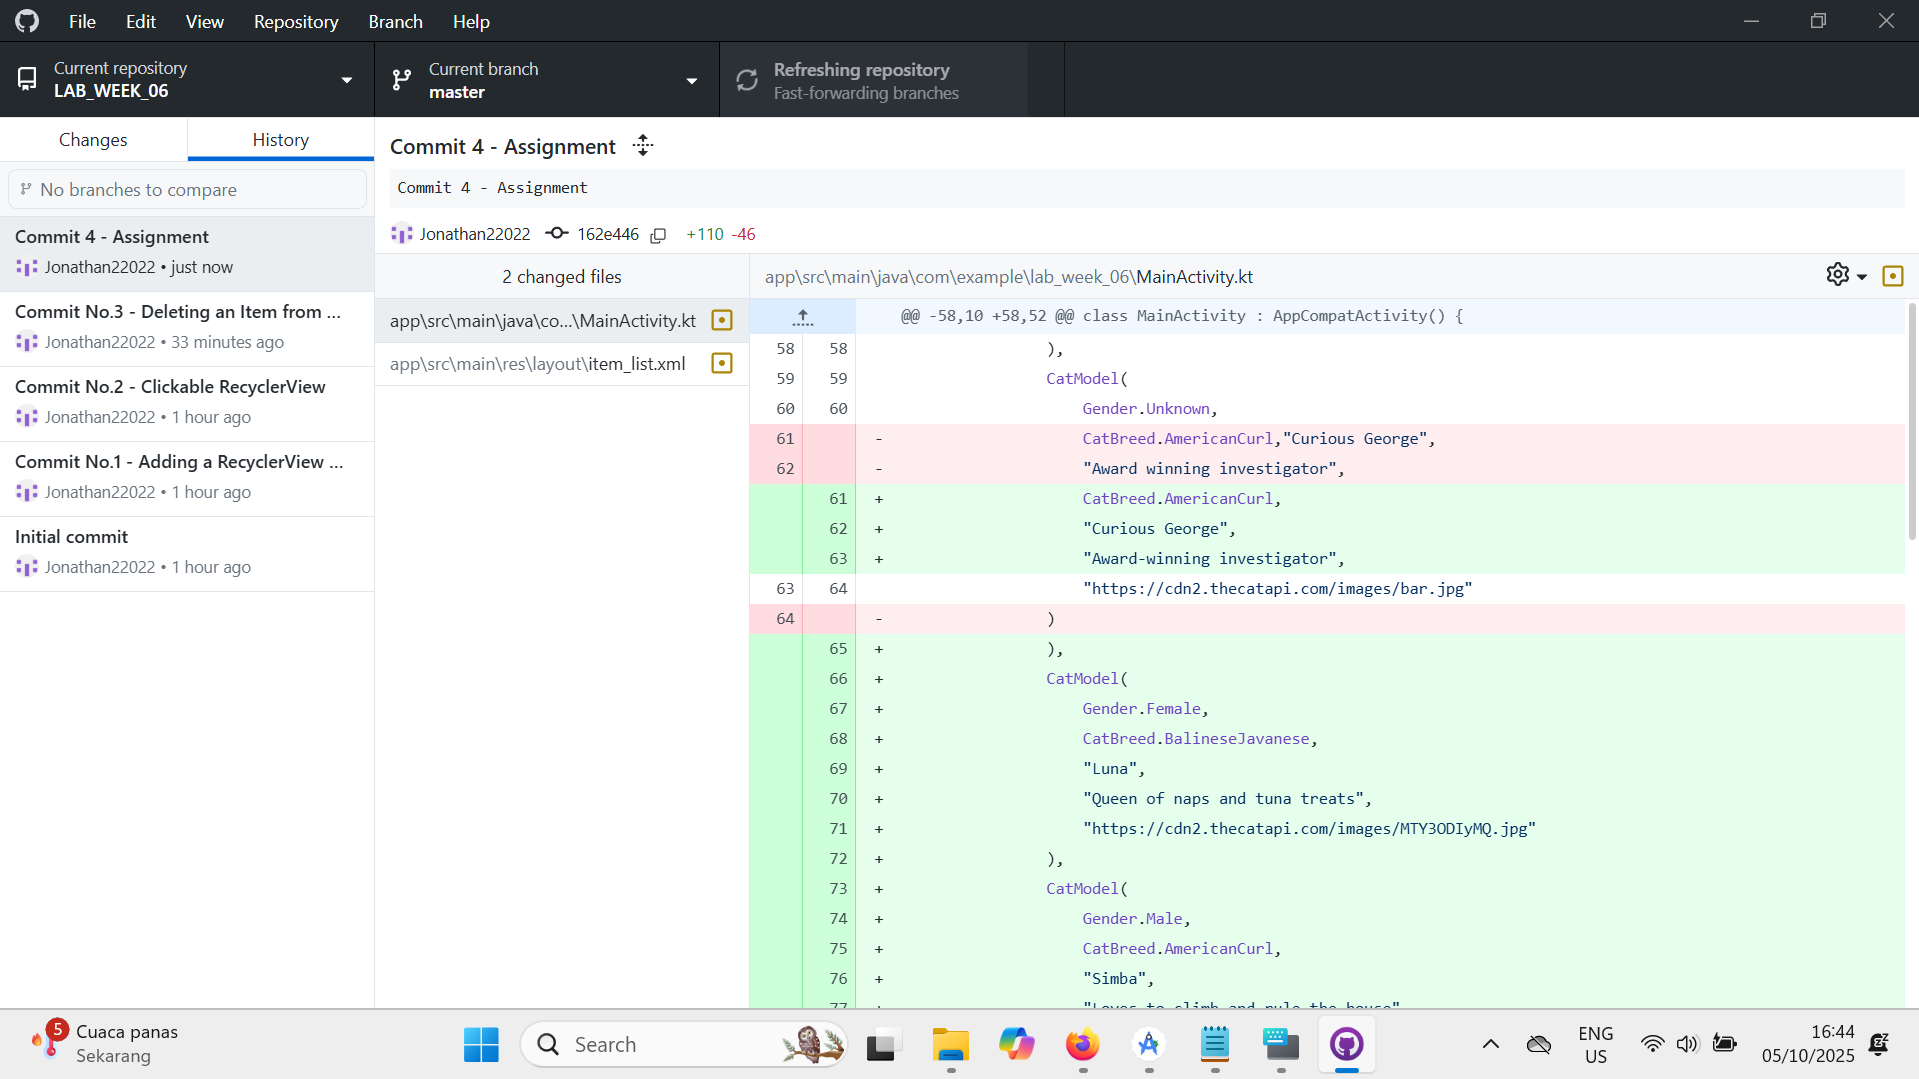 File Edit View Repository Branch Help
Current repository
LAB_WEEK_06
Current branch
master
Refreshing repository
Fast-forwarding branches
Changes
History
No branches to compare
Commit 4 - Assignment
Jonathan22022 • just now
Commit No.3 - Deleting an Item from ...
Jonathan22022 • 33 minutes ago
Commit No.2 - Clickable RecyclerView
Jonathan22022 • 1 hour ago
Commit No.1 - Adding a RecyclerView ...
Jonathan22022 • 1 hour ago
Initial commit
Jonathan22022 • 1 hour ago
Commit 4 - Assignment
Commit 4 - Assignment
Jonathan22022 162e446 +110 -46
2 changed files
app\src\main\java\co...\MainActivity.kt
app\src\main\res\layout\item_list.xml
app\src\main\java\com\example\lab_week_06\MainActivity.kt
@@ -58,10 +58,52 @@ class MainActivity : AppCompatActivity() {
58 58 ),
59 59 CatModel(
60 60 Gender.Unknown,
61 - CatBreed.AmericanCurl,"Curious George",
62 - "Award winning investigator",
61 + CatBreed.AmericanCurl,
62 + "Curious George",
63 + "Award-winning investigator",
63 64 "https://cdn2.thecatapi.com/images/bar.jpg"
64 - )
65 + ),
66 + CatModel(
67 + Gender.Female,
68 + CatBreed.BalineseJavanese,
69 + "Luna",
70 + "Queen of naps and tuna treats",
71 + "https://cdn2.thecatapi.com/images/MTY3ODIyMQ.jpg"
72 + ),
73 + CatModel(
74 + Gender.Male,
75 + CatBreed.AmericanCurl,
76 + "Simba",
77 + "Loves to climb and rule the house"
5
Cuaca panas
Sekarang
Search
ENG
US
16:44
05/10/2025